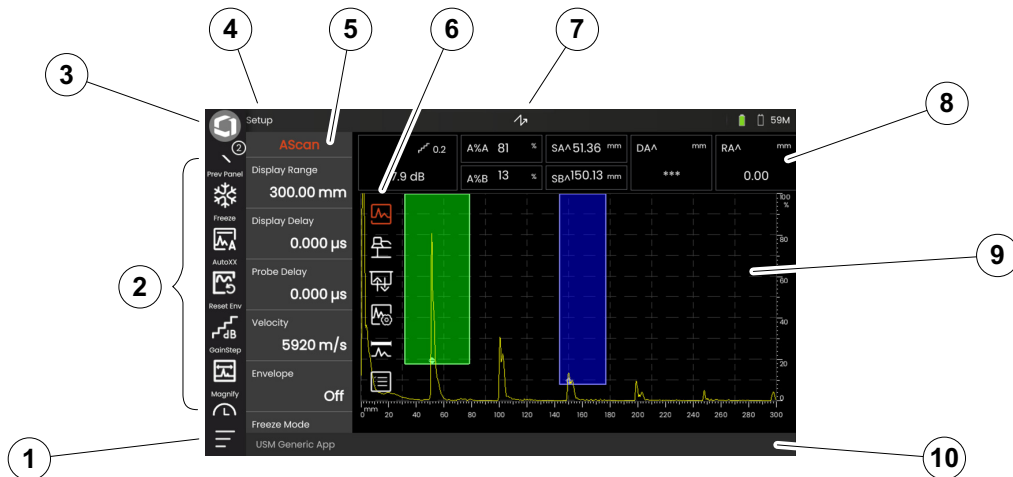 4
5
6
7
3
8
Setup
59M
2
AScan
0.2
7.9 dB
A%A 81 %
A%B 13 %
SA^ 51.36 mm
SB^ 150.13 mm
DA^ mm
***
RA^ mm
0.00
Prev Panel
Freeze
AutoXX
Reset Env
GainStep
dB
Magnify
A
Display Range
300.00 mm
Display Delay
0.000 µs
Probe Delay
0.000 µs
Velocity
5920 m/s
Envelope
Off
Freeze Mode
100
%
80
60
40
20
0
0 mm 20 40 60 80 100 120 140 160 180 200 220 240 260 280 300
USM Generic App
2
9
1
10